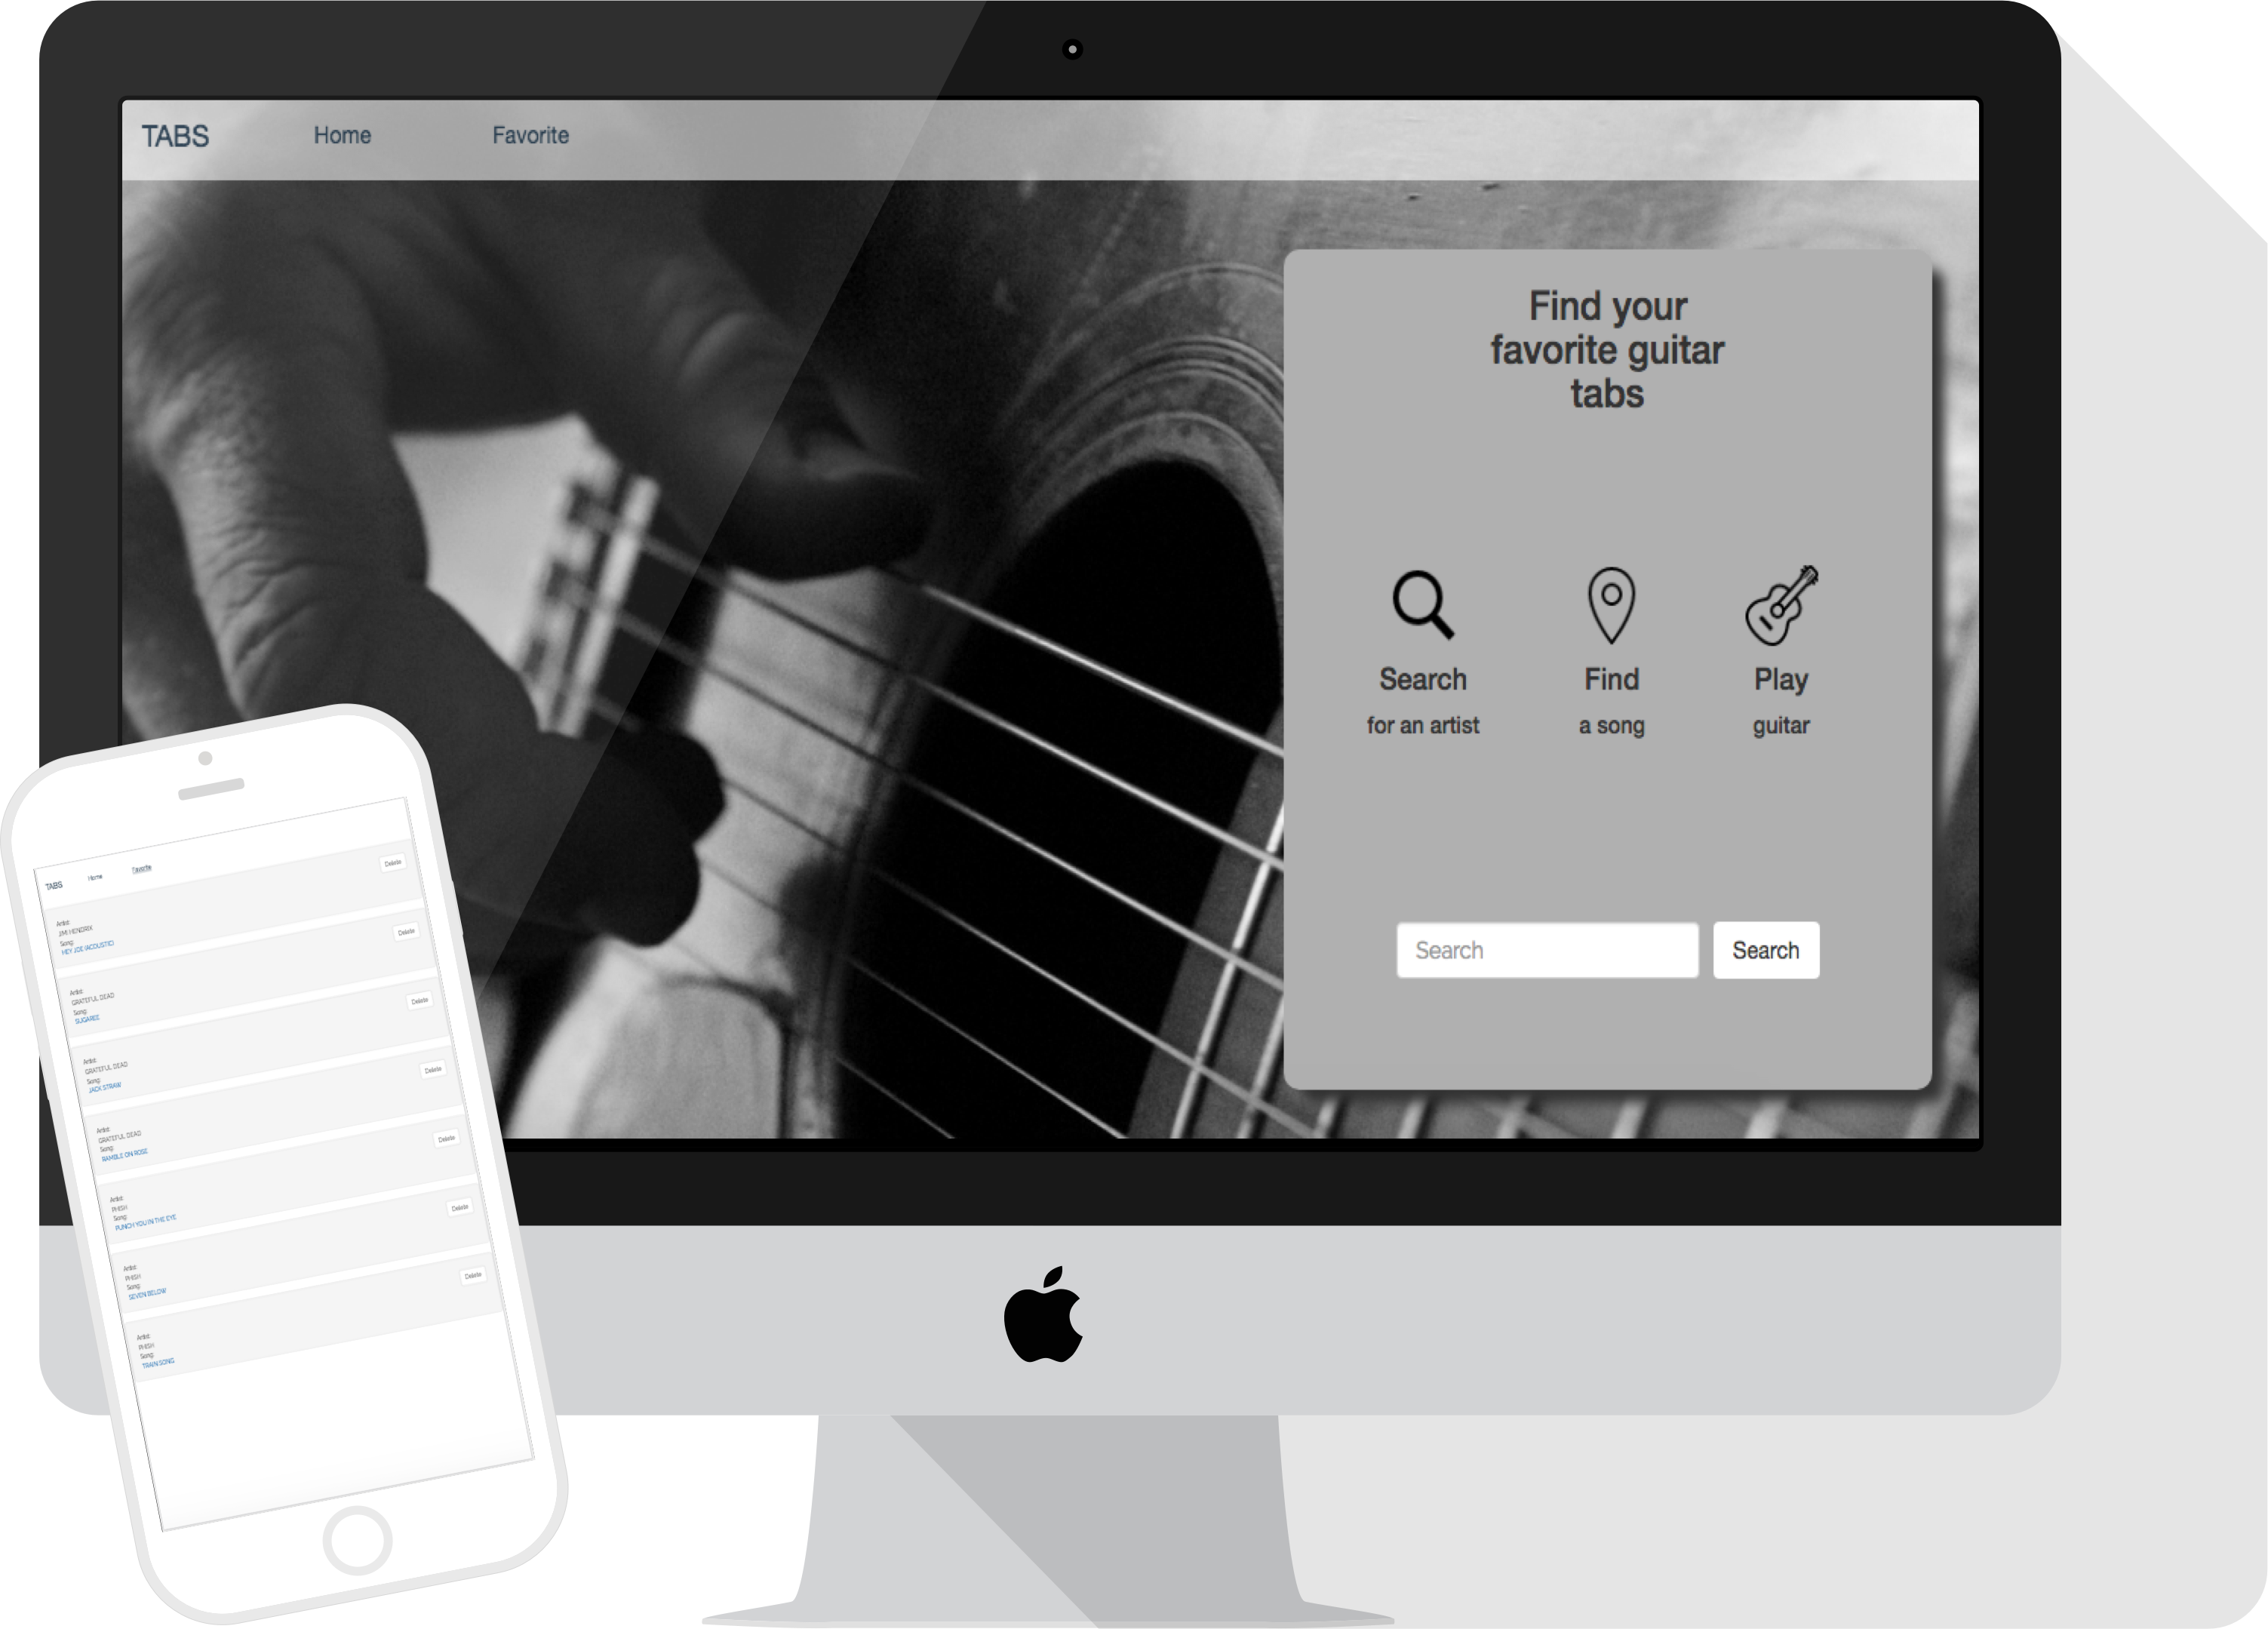 TABS Home Favorite
Find your
favorite guitar
tabs
Search Find Play
for an artist a song guitar
Search Search
TABS Home Favorite
Delete
Artist:
JIMI HENDRIX
Song:
HEY JOE (ACOUSTIC)
Delete
Artist:
GRATEFUL DEAD
Song:
SUGAREE
Delete
Artist:
GRATEFUL DEAD
Song:
JACK STRAW
Delete
Artist:
GRATEFUL DEAD
Song:
RAMBLE ON ROSE
Delete
Artist:
PHISH
Song:
PUNCH YOU IN THE EYE
Delete
Artist:
PHISH
Song:
SEVEN BELOW
Delete
Artist:
PHISH
Song:
TRAIN SONG